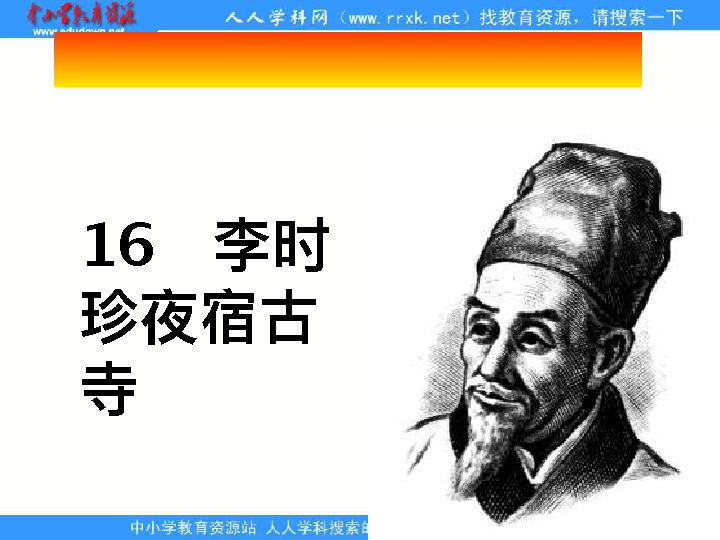 中小学教育资源
www.edudown.net
人人学科网（www.rrxk.net）找教育资源，请搜索一下
16 李时
珍夜宿古
寺
中小学教育资源站 人人学科搜索的